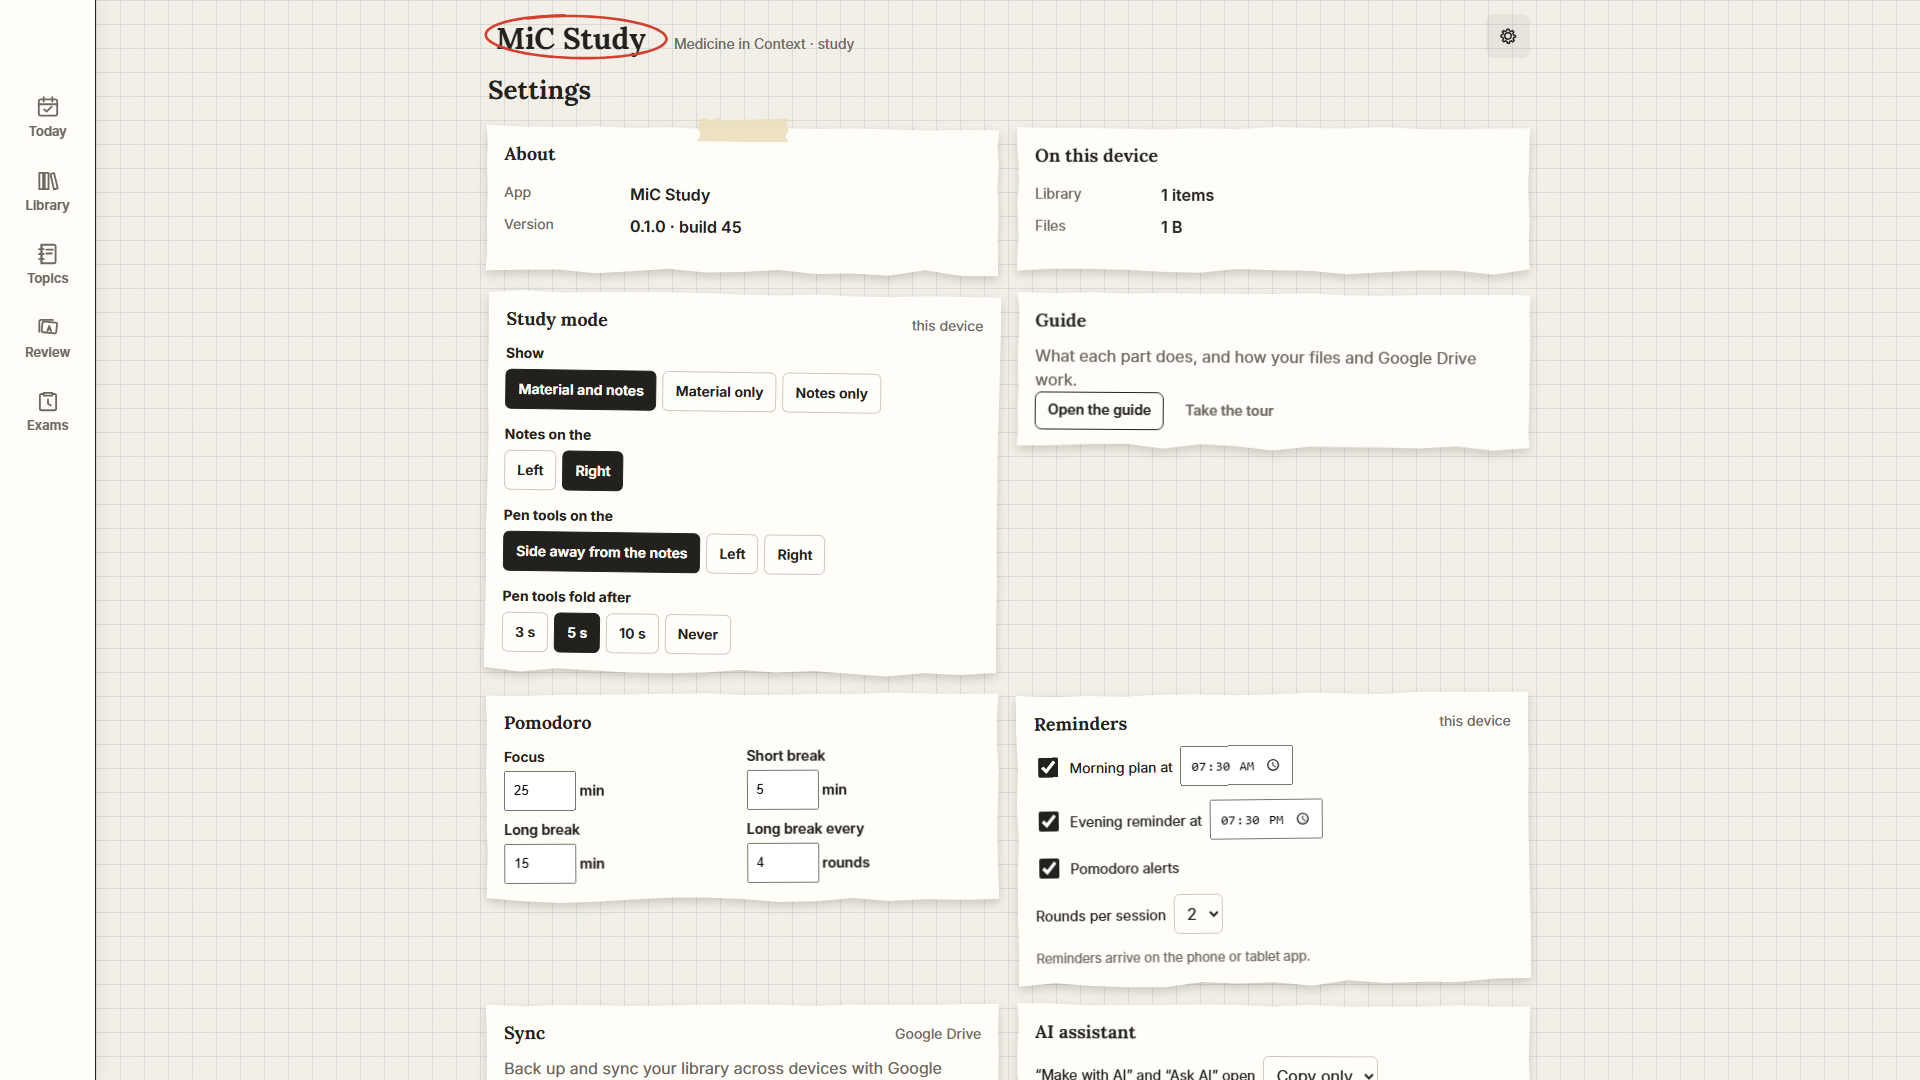 MiC Study
Medicine in Context · study
Settings
Today
Library
Topics
Review
Exams
About
App MiC Study
Version 0.1.0 · build 45
On this device
Library 1 items
Files 1 B
Study mode this device
Show
Material and notes Material only Notes only
Notes on the
Left Right
Pen tools on the
Side away from the notes Left Right
Pen tools fold after
3 s 5 s 10 s Never
Guide
What each part does, and how your files and Google Drive
work.
Open the guide Take the tour
Pomodoro
Focus Short break
25 min 5 min
Long break Long break every
15 min 4 rounds
Reminders this device
Morning plan at 07:30 AM
Evening reminder at 07:30 PM
Pomodoro alerts
Rounds per session 2
Reminders arrive on the phone or tablet app.
Sync Google Drive
Back up and sync your library across devices with Google
AI assistant
“Make with AI” and “Ask AI” open Copy only